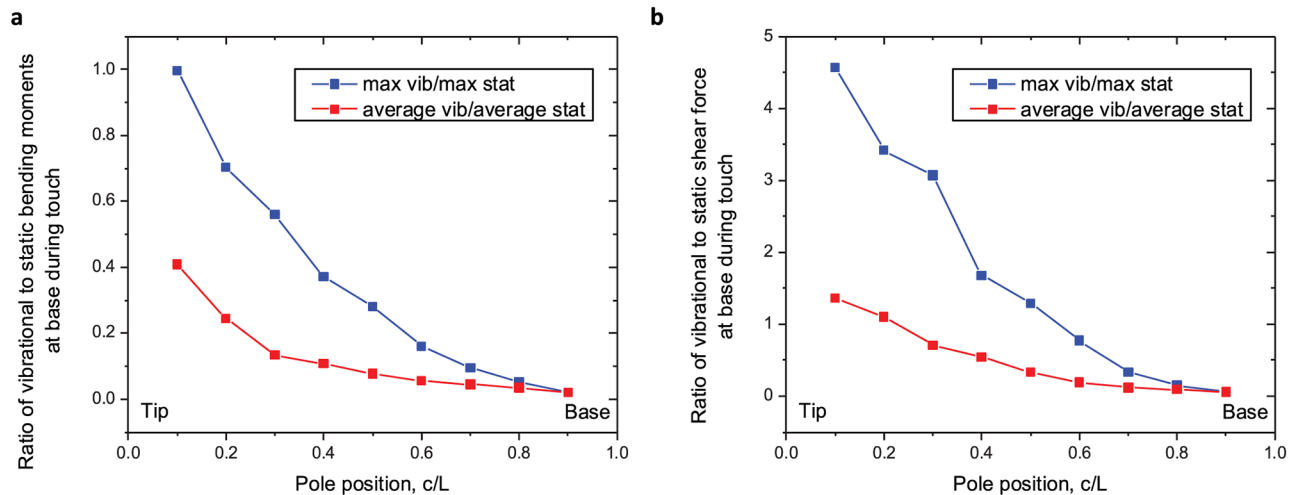 a
Ratio of vibrational to static bending moments
at base during touch
1.0
0.8
0.6
0.4
0.2
0.0
max vib/max stat
average vib/average stat
Tip
Base
0.0 0.2 0.4 0.6 0.8 1.0
Pole position, c/L
b
Ratio of vibrational to static shear force
at base during touch
5
4
3
2
1
0
max vib/max stat
average vib/average stat
Tip
Base
0.0 0.2 0.4 0.6 0.8 1.0
Pole position, c/L